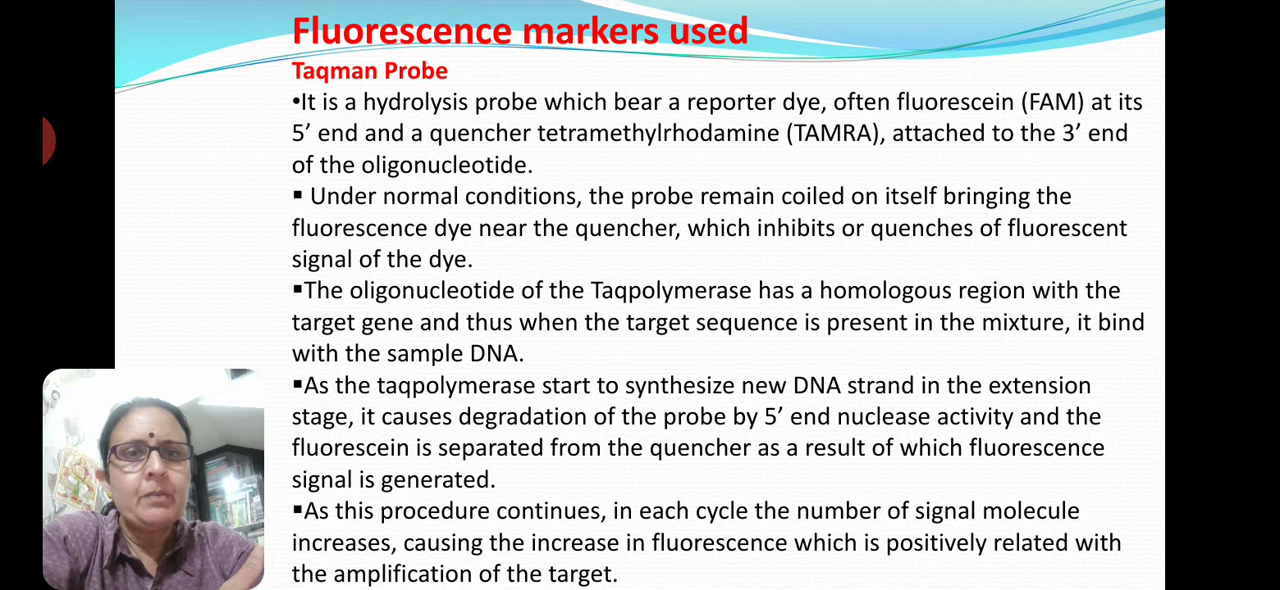 Fluorescence markers used
Taqman Probe
•It is a hydrolysis probe which bear a reporter dye, often fluorescein (FAM) at its
5’ end and a quencher tetramethylrhodamine (TAMRA), attached to the 3’ end
of the oligonucleotide.
▪ Under normal conditions, the probe remain coiled on itself bringing the
fluorescence dye near the quencher, which inhibits or quenches of fluorescent
signal of the dye.
▪The oligonucleotide of the Taqpolymerase has a homologous region with the
target gene and thus when the target sequence is present in the mixture, it bind
with the sample DNA.
▪As the taqpolymerase start to synthesize new DNA strand in the extension
stage, it causes degradation of the probe by 5’ end nuclease activity and the
fluorescein is separated from the quencher as a result of which fluorescence
signal is generated.
▪As this procedure continues, in each cycle the number of signal molecule
increases, causing the increase in fluorescence which is positively related with
the amplification of the target.